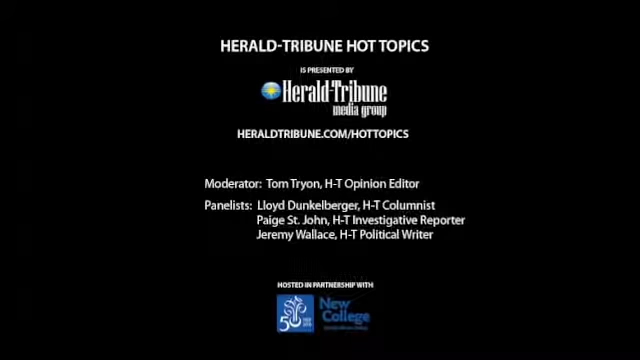 HERALD-TRIBUNE HOT TOPICS
IS PRESENTED BY
Herald-Tribune
media group
HERALDTRIBUNE.COM/HOTTOPICS
Moderator: Tom Tryon, H-T Opinion Editor
Panelists: Lloyd Dunkelberger, H-T Columnist
Paige St. John, H-T Investigative Reporter
Jeremy Wallace, H-T Political Writer
HOSTED IN PARTNERSHIP WITH
50
New
College